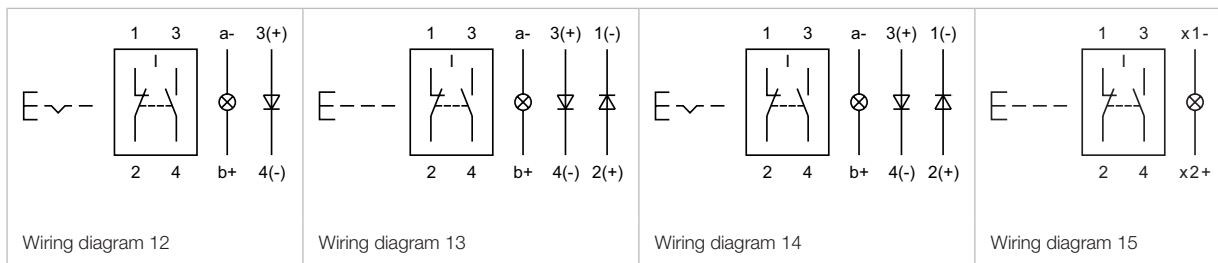 1 3 a- 3(+)
I
2 4 b+ 4(-)
Wiring diagram 12
1 3 a- 3(+) 1(-)
I
2 4 b+ 4(-) 2(+)
Wiring diagram 13
1 3 a- 3(+) 1(-)
I
2 4 b+ 4(-) 2(+)
Wiring diagram 14
1 3 x1-
I
2 4 x2+
Wiring diagram 15